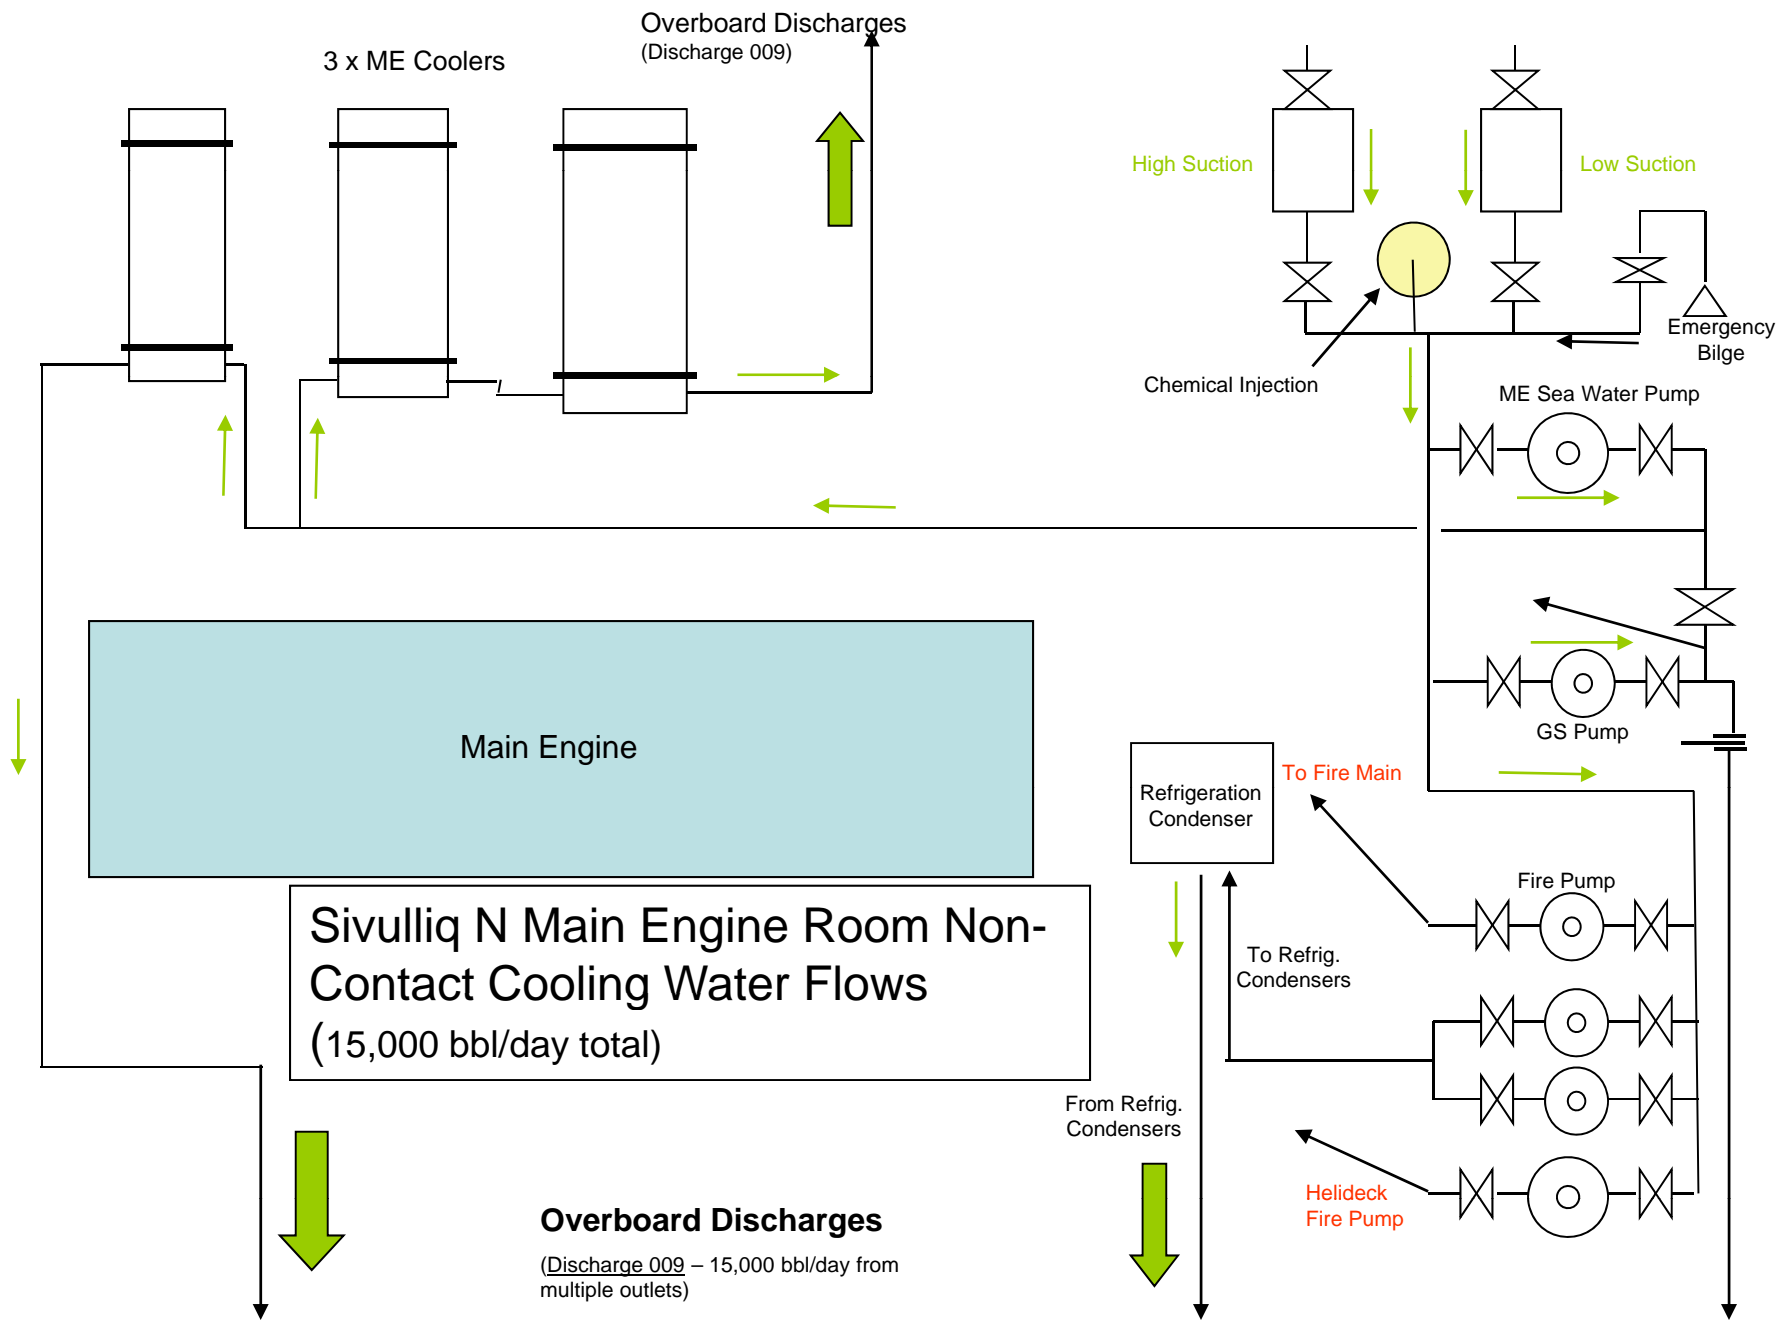 Overboard Discharges
(Discharge 009)
3 x ME Coolers
High Suction
Low Suction
Emergency
Bilge
Chemical Injection
ME Sea Water Pump
GS Pump
Main Engine
To Fire Main
Refrigeration
Condenser
Fire Pump
Sivulliq N Main Engine Room Non-
Contact Cooling Water Flows
(15,000 bbl/day total)
To Refrig.
Condensers
From Refrig.
Condensers
Helideck
Fire Pump
Overboard Discharges
(Discharge 009 – 15,000 bbl/day from
multiple outlets)